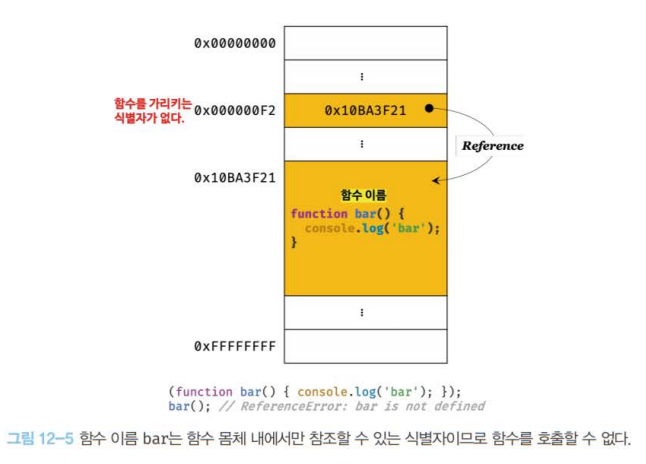 0x00000000
⋮
함수를 가리키는
식별자가 없다.
0x000000F2
0x10BA3F21
⋮
Reference
0x10BA3F21
함수 이름
function bar() {
  console.log('bar');
}
⋮
0xFFFFFFFF
(function bar() { console.log('bar'); });
bar(); // ReferenceError: bar is not defined
그림 12-5 함수 이름 bar는 함수 몸체 내에서만 참조할 수 있는 식별자이므로 함수를 호출할 수 없다.